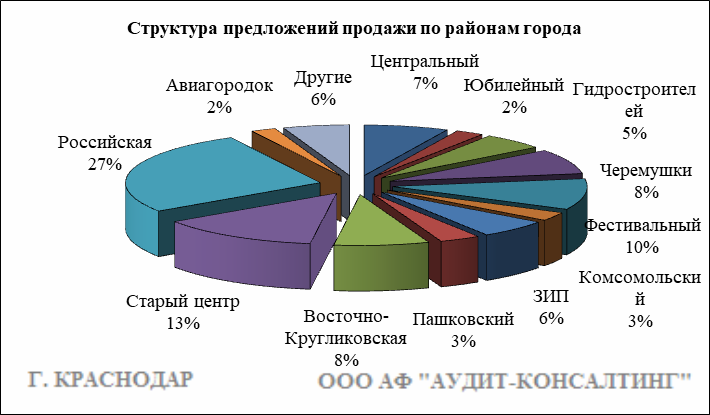 Структура предложений продажи по районам города
Центральный
7%
Юбилейный
2%
Гидростроител
ей
5%
Черемушки
8%
Фестивальный
10%
Комсомольски
й
3%
ЗИП
6%
Пашковский
3%
Восточно-
Кругликовская
8%
Старый центр
13%
Российская
27%
Авиагородок
2%
Другие
6%
Г. КРАСНОДАР
ООО АФ "АУДИТ-КОНСАЛТИНГ"